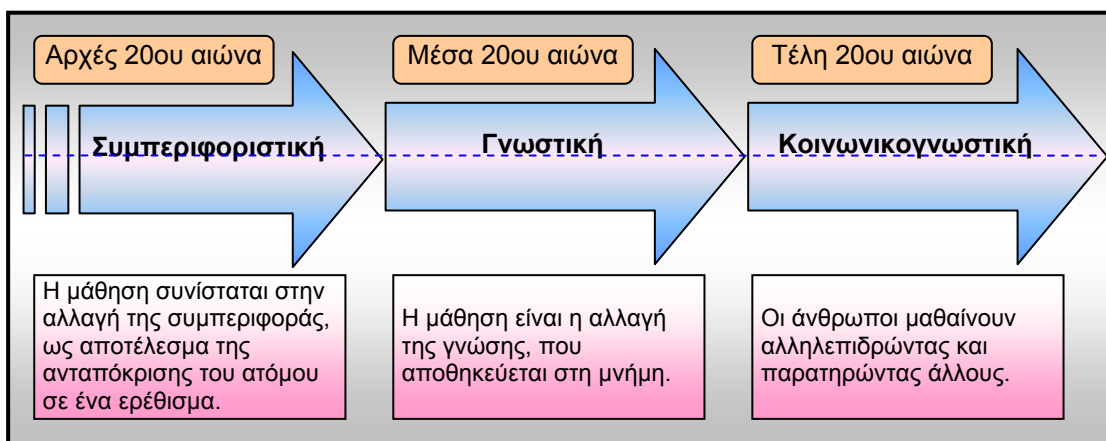 Αρχές 20ου αιώνα
Μέσα 20ου αιώνα
Τέλη 20ου αιώνα
Συμπεριφοριστική
Γνωστική
Κοινωνικογνωστική
Η μάθηση συνίσταται στην
αλλαγή της συμπεριφοράς,
ως αποτέλεσμα της
ανταπόκρισης του ατόμου
σε ένα ερέθισμα.
Η μάθηση είναι η αλλαγή
της γνώσης, που
αποθηκεύεται στη μνήμη.
Οι άνθρωποι μαθαίνουν
αλληλεπιδρώντας και
παρατηρώντας άλλους.